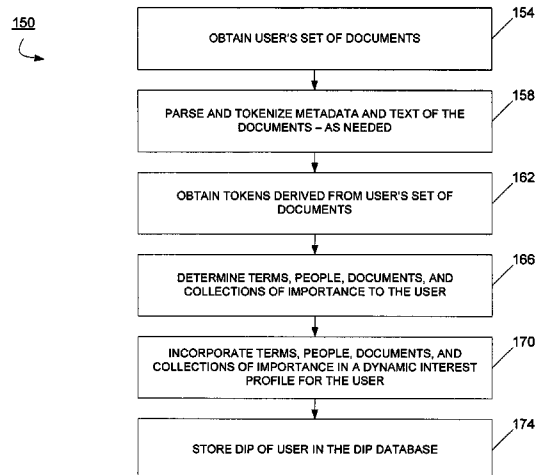 150
OBTAIN USER'S SET OF DOCUMENTS
154
PARSE AND TOKENIZE METADATA AND TEXT OF THE
DOCUMENTS – AS NEEDED
158
OBTAIN TOKENS DERIVED FROM USER'S SET OF
DOCUMENTS
162
DETERMINE TERMS, PEOPLE, DOCUMENTS, AND
COLLECTIONS OF IMPORTANCE TO THE USER
166
INCORPORATE TERMS, PEOPLE, DOCUMENTS, AND
COLLECTIONS OF IMPORTANCE IN A DYNAMIC INTEREST
PROFILE FOR THE USER
170
STORE DIP OF USER IN THE DIP DATABASE
174